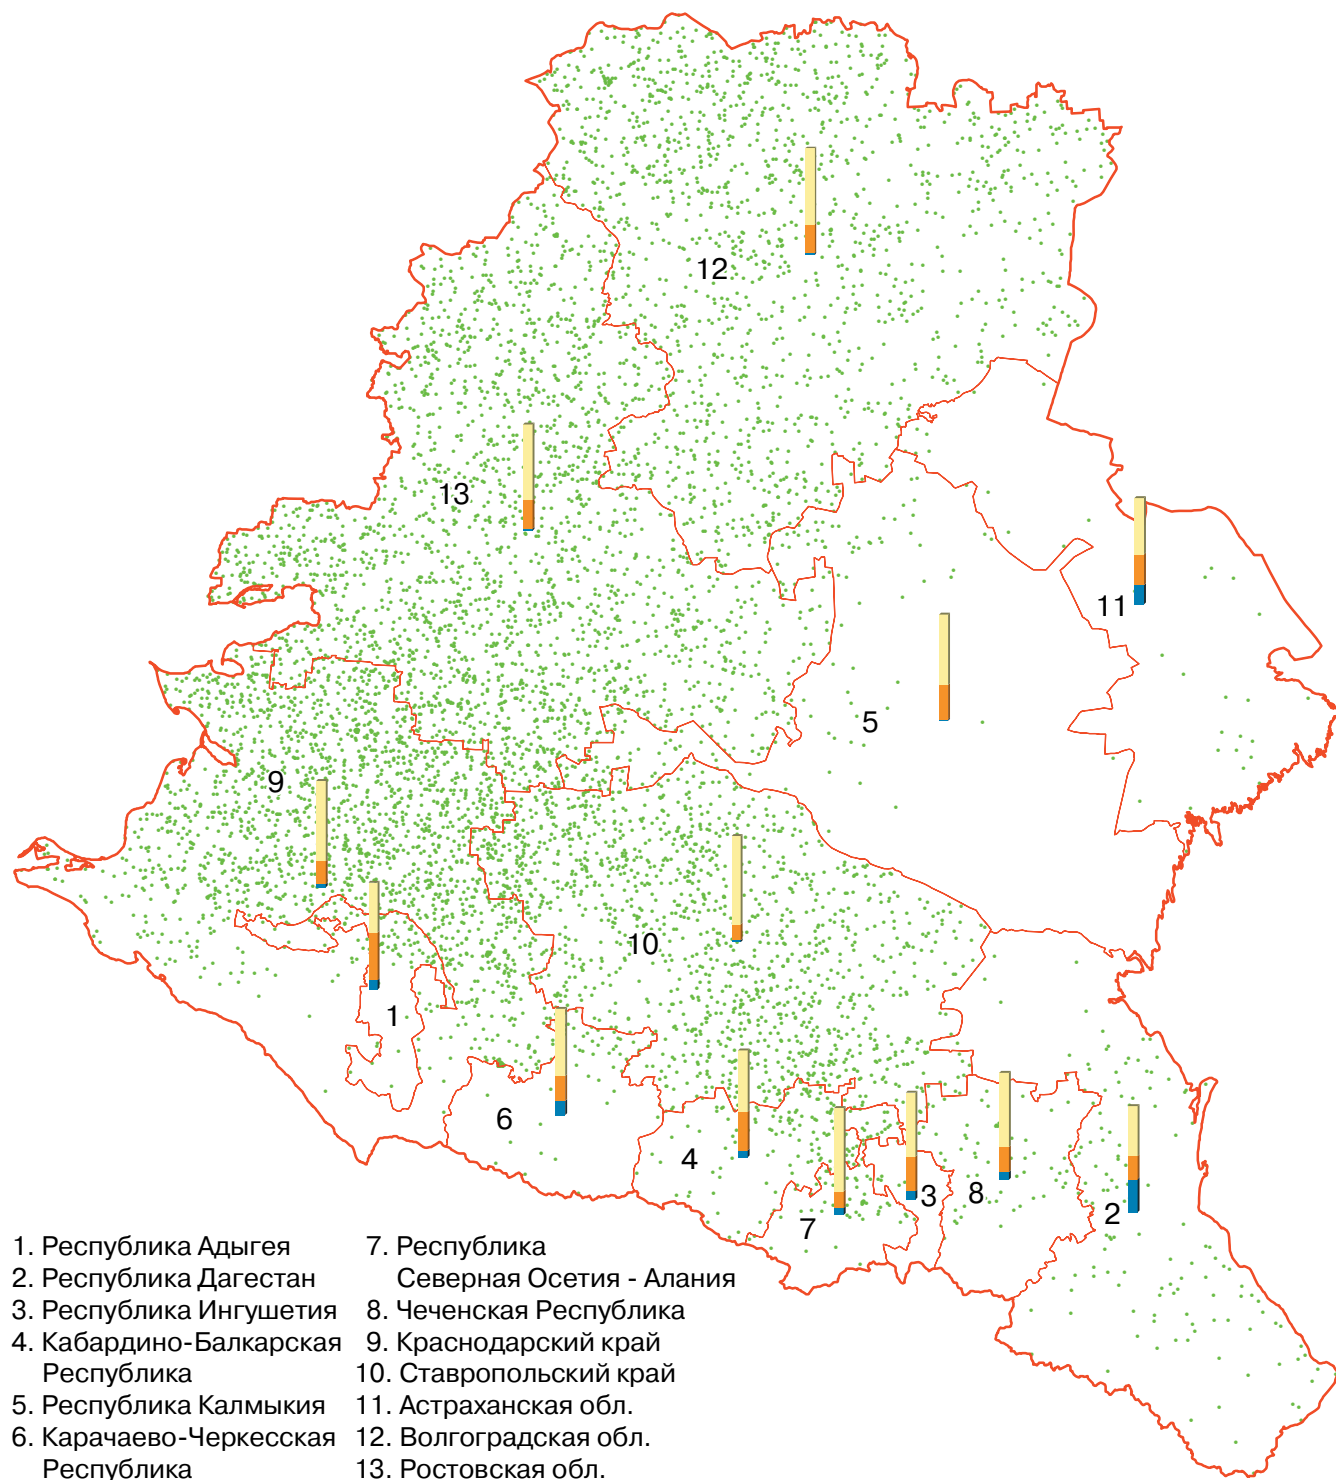 12
13
11
5
9
10
1
6
4
3
8
2
7
1. Республика Адыгея
2. Республика Дагестан
3. Республика Ингушетия
4. Кабардино-Балкарская
Республика
5. Республика Калмыкия
6. Карачаево-Черкесская
Республика
7. Республика
Северная Осетия - Алания
8. Чеченская Республика
9. Краснодарский край
10. Ставропольский край
11. Астраханская обл.
12. Волгоградская обл.
13. Ростовская обл.